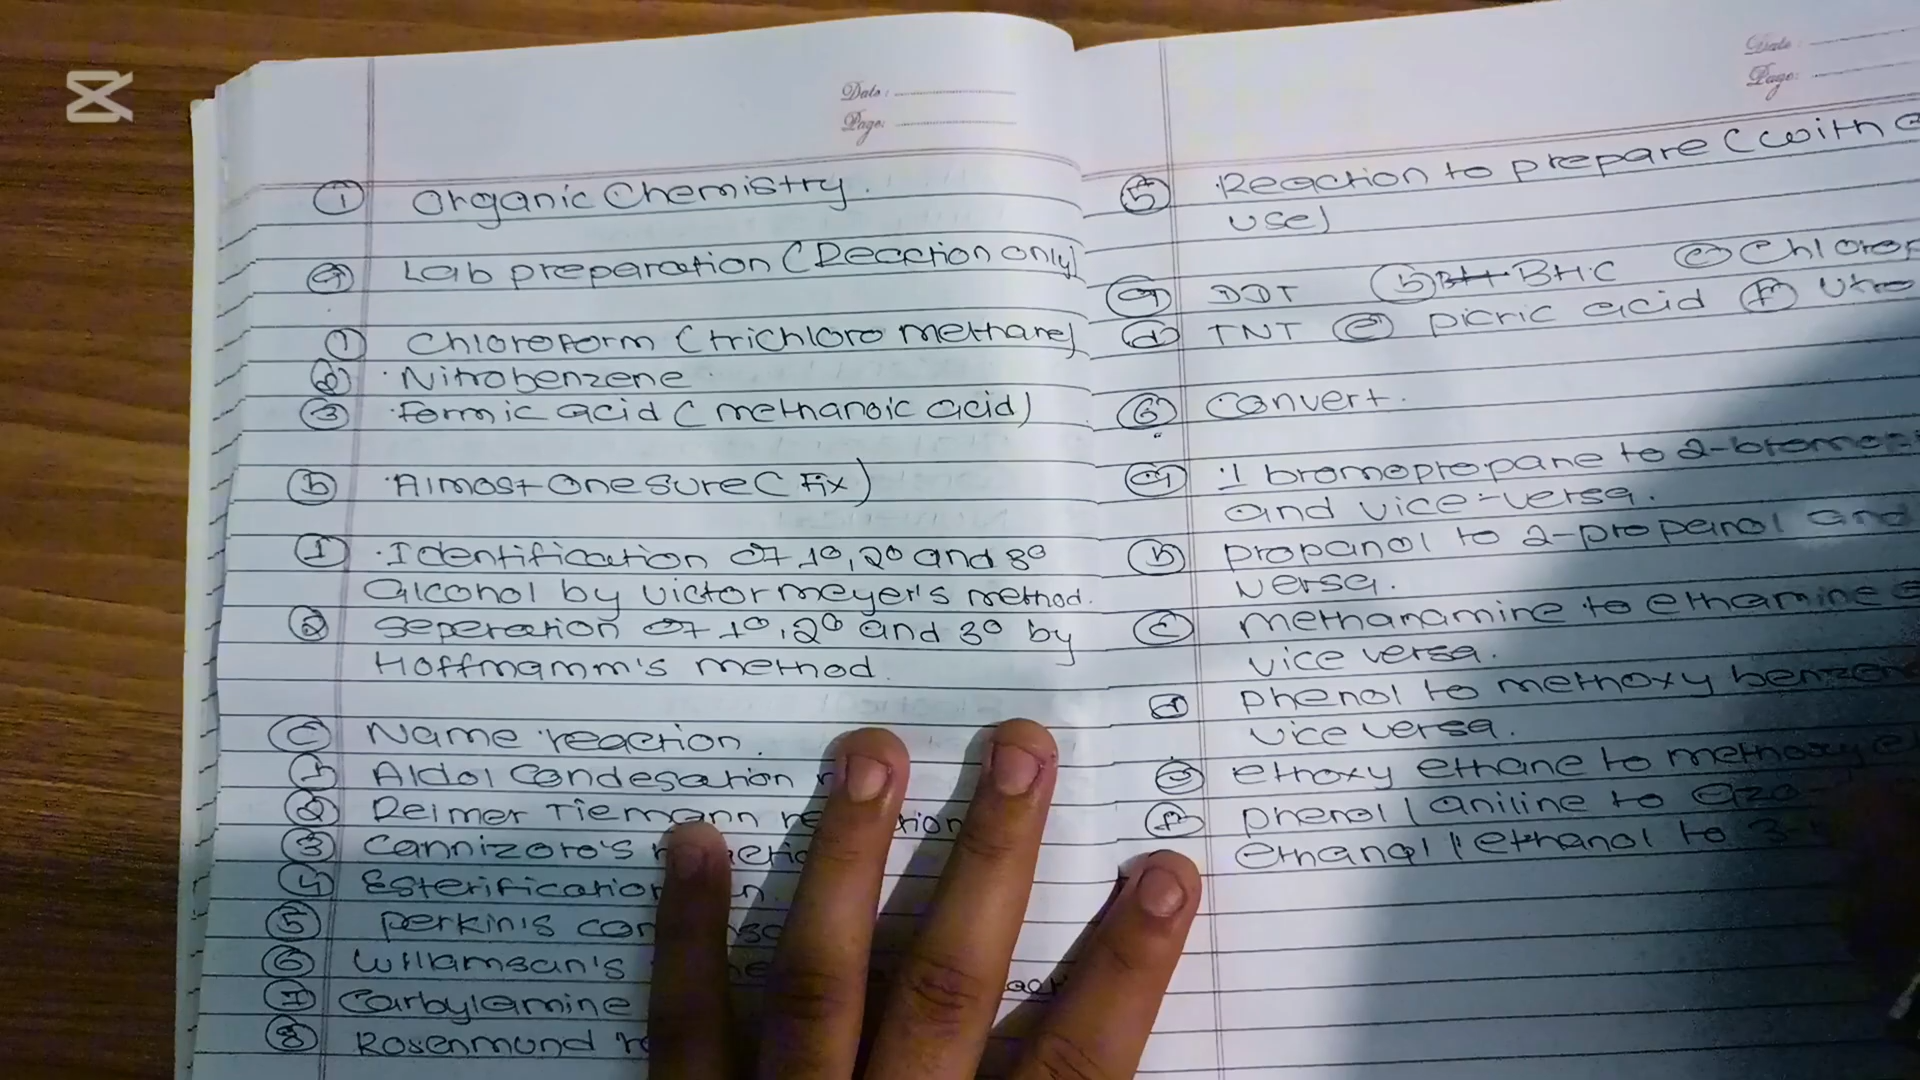 Date:
Page:
① Organic Chemistry.
a Lab preparation (Reaction only)
① Chloroform (trichloro methane)
② Nitrobenzene
③ formic acid (methanoic acid)
b Almost one sure (Fix)
① Identification of 1°, 2° and 3°
alcohol by victormeyer's method.
② Seperation of 1°, 2° and 3° by
Hoffmamm's method.
c Name reaction.
① Aldol Condesation
② Reimer Tiemann
③ Cannizoro's
④ Esterification
⑤ perkin's
⑥ Williamsan's
⑦ Carbylamine
⑧ Rosenmund
Date:
Page:
⑤ Reaction to prepare (with
use)
a DDT b BHC c
d TNT e picric acid f
⑥ Convert.
a 1 bromopropane to
and vice-versa.
b propanol to 2-propanol and
versa.
c methanamine to ethamine
vice versa.
d phenol to methoxy
vice versa.
e ethoxy ethane to
f phenol / aniline to
ethanal / ethanol to